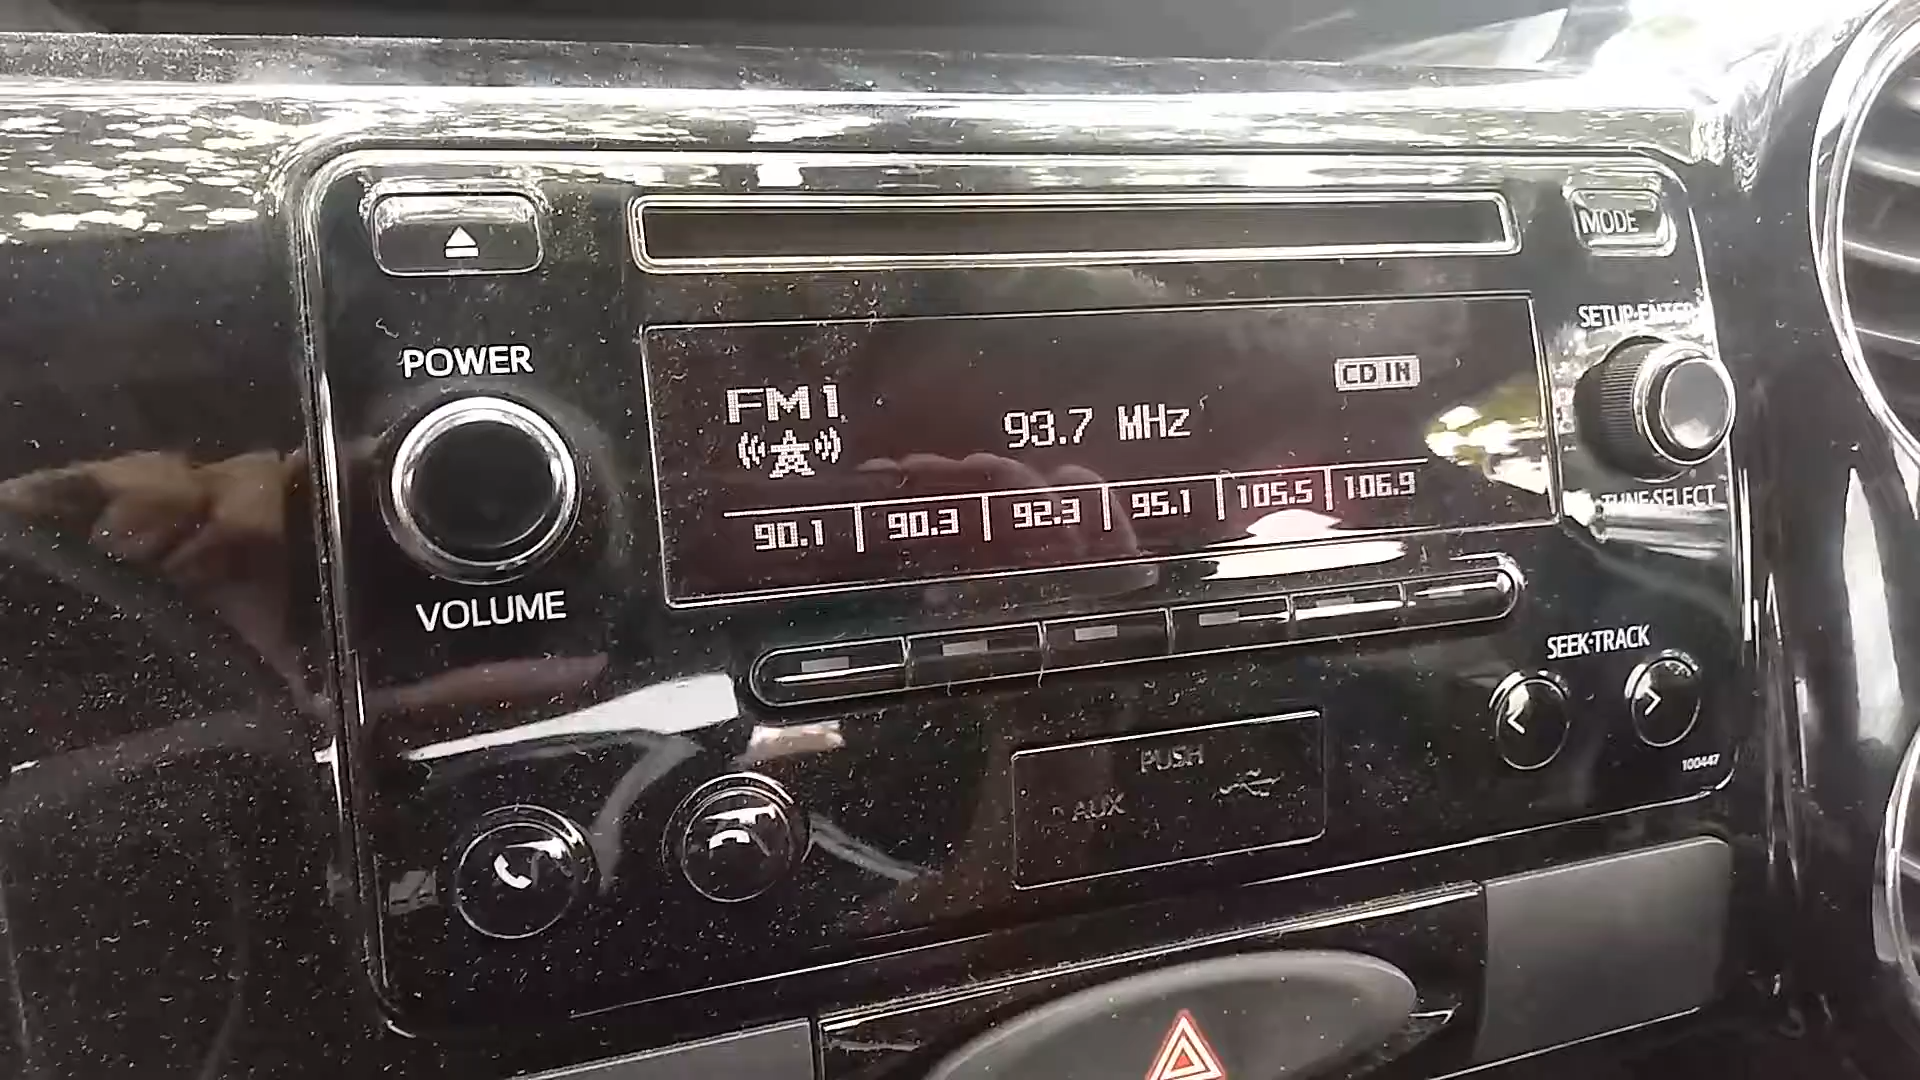 MODE
POWER
SETUP·ENTER
FM1
CD IN
93.7 MHz
90.1 90.3 92.3 95.1 105.5 106.9
TUNE·SELECT
VOLUME
SEEK·TRACK
< >
100447
PUSH
AUX